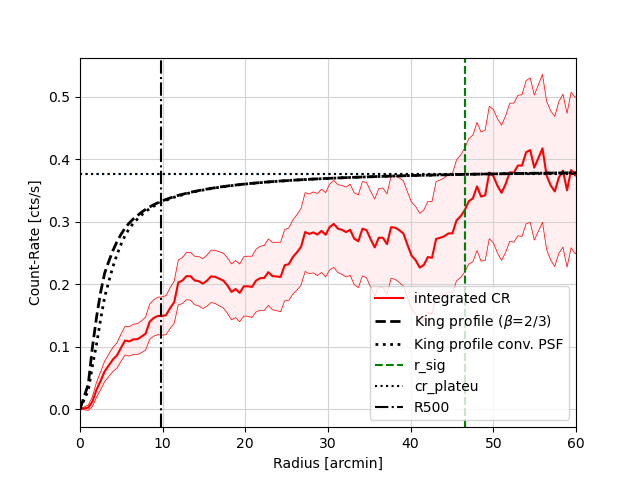 0.5
0.4
0.3
0.2
0.1
0.0
Count-Rate [cts/s]
integrated CR
King profile (β=2/3)
King profile conv. PSF
r_sig
cr_plateu
R500
0 10 20 30 40 50 60
Radius [arcmin]